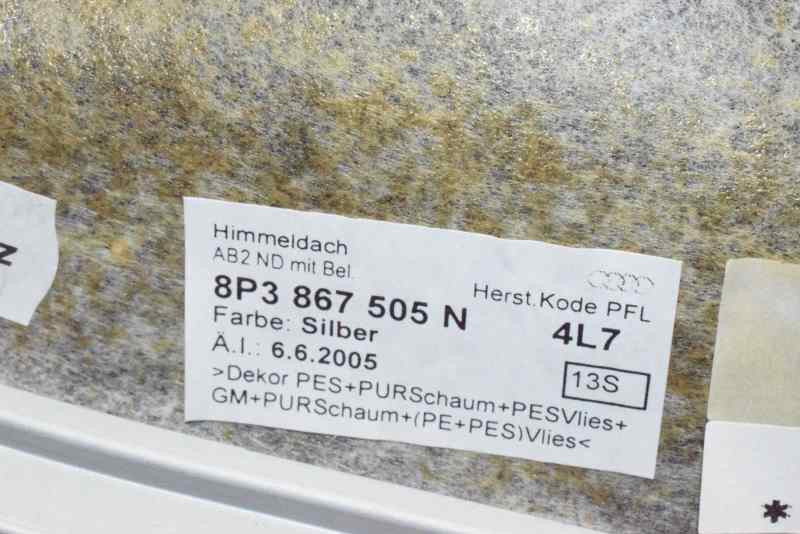 Himmeldach
AB2 ND mit Bel.
8P3 867 505 N
Herst.Kode PFL
Farbe: Silber
4L7
Ä.I.: 6.6.2005
13S
>Dekor PES+PURSchaum+PESVlies+
GM+PURSchaum+(PE+PES)Vlies<
*